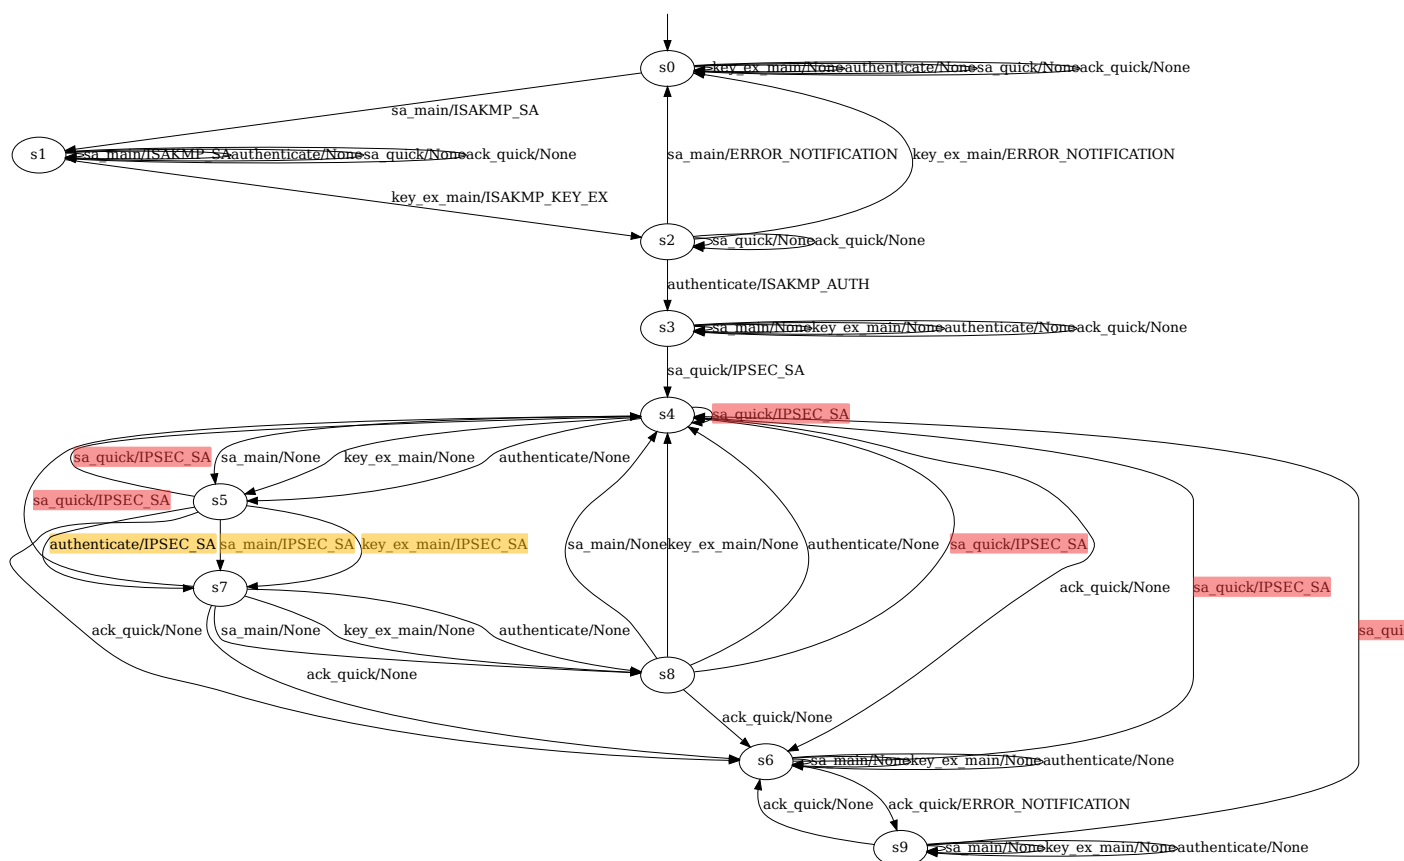 s0
key_ex_main/None
authenticate/None
sa_quick/None
ack_quick/None
sa_main/ISAKMP_SA
s1
sa_main/ISAKMP_SA
authenticate/None
sa_quick/None
ack_quick/None
sa_main/ERROR_NOTIFICATION
key_ex_main/ERROR_NOTIFICATION
key_ex_main/ISAKMP_KEY_EX
s2
sa_quick/None
ack_quick/None
authenticate/ISAKMP_AUTH
s3
sa_main/None
key_ex_main/None
authenticate/None
ack_quick/None
sa_quick/IPSEC_SA
s4
sa_quick/IPSEC_SA
sa_quick/IPSEC_SA
sa_main/None
key_ex_main/None
authenticate/None
sa_quick/IPSEC_SA
s5
authenticate/IPSEC_SA
sa_main/IPSEC_SA
key_ex_main/IPSEC_SA
sa_main/None
key_ex_main/None
authenticate/None
sa_quick/IPSEC_SA
s7
ack_quick/None
sa_quick/IPSEC_SA
ack_quick/None
sa_main/None
key_ex_main/None
authenticate/None
sa_qui
ack_quick/None
s8
ack_quick/None
s6
sa_main/None
key_ex_main/None
authenticate/None
ack_quick/None
ack_quick/ERROR_NOTIFICATION
s9
sa_main/None
key_ex_main/None
authenticate/None